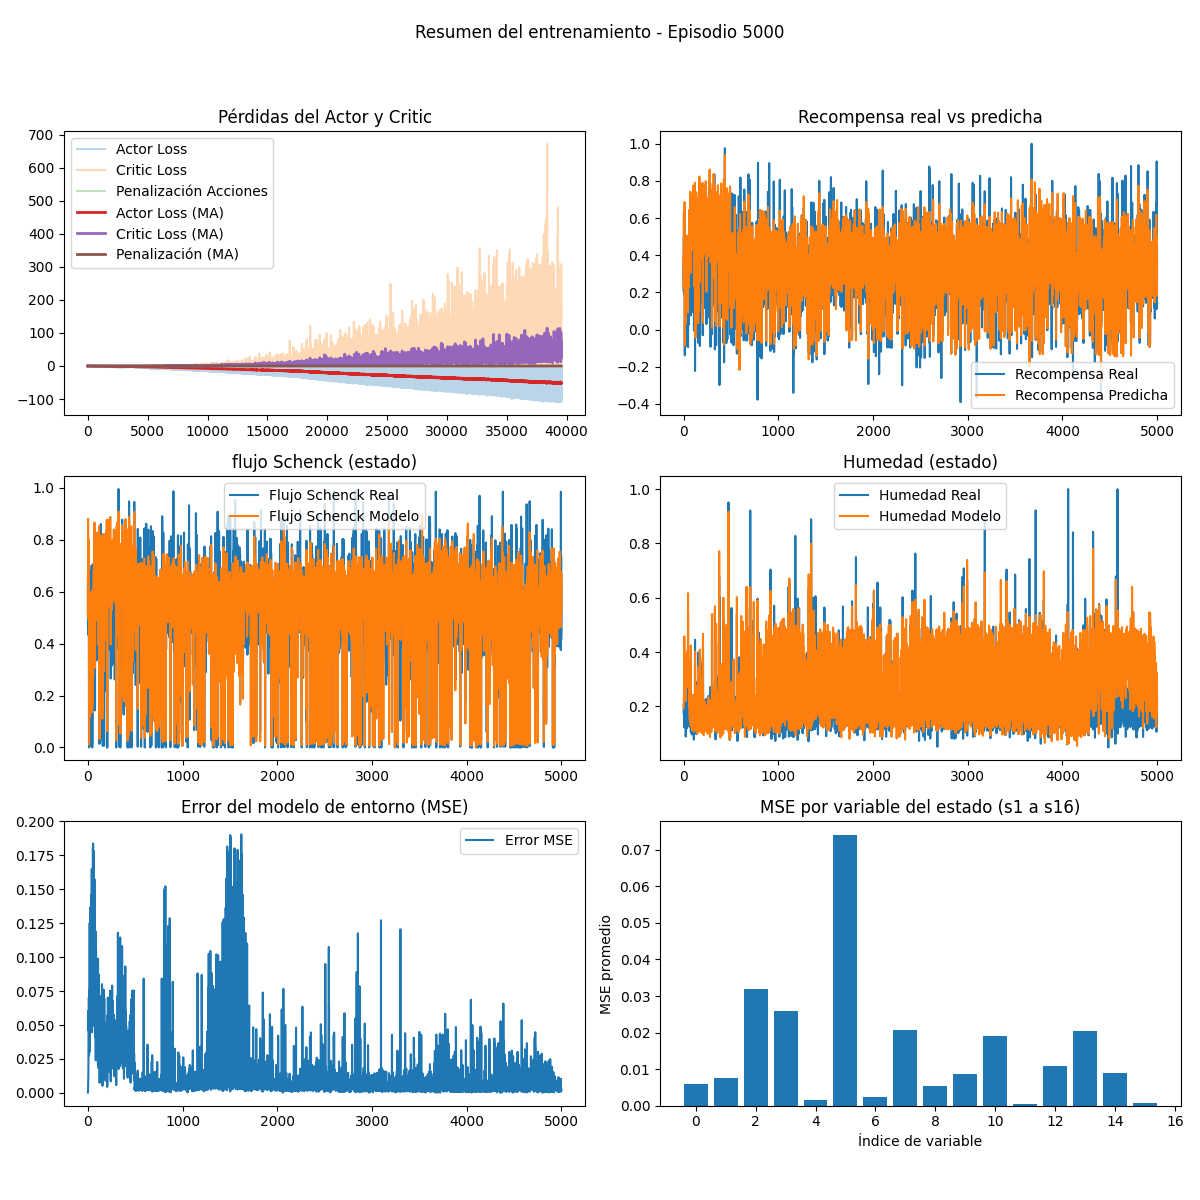 Resumen del entrenamiento - Episodio 5000
Pérdidas del Actor y Critic
700
600
500
400
300
200
100
0
−100
Actor Loss
Critic Loss
Penalización Acciones
Actor Loss (MA)
Critic Loss (MA)
Penalización (MA)
0 5000 10000 15000 20000 25000 30000 35000 40000
Recompensa real vs predicha
1.0
0.8
0.6
0.4
0.2
0.0
−0.2
−0.4
Recompensa Real
Recompensa Predicha
0 1000 2000 3000 4000 5000
flujo Schenck (estado)
1.0
0.8
0.6
0.4
0.2
0.0
Flujo Schenck Real
Flujo Schenck Modelo
0 1000 2000 3000 4000 5000
Humedad (estado)
1.0
0.8
0.6
0.4
0.2
Humedad Real
Humedad Modelo
0 1000 2000 3000 4000 5000
Error del modelo de entorno (MSE)
0.200
0.175
0.150
0.125
0.100
0.075
0.050
0.025
0.000
Error MSE
0 1000 2000 3000 4000 5000
MSE por variable del estado (s1 a s16)
MSE promedio
0.07
0.06
0.05
0.04
0.03
0.02
0.01
0.00
0 2 4 6 8 10 12 14 16
Índice de variable